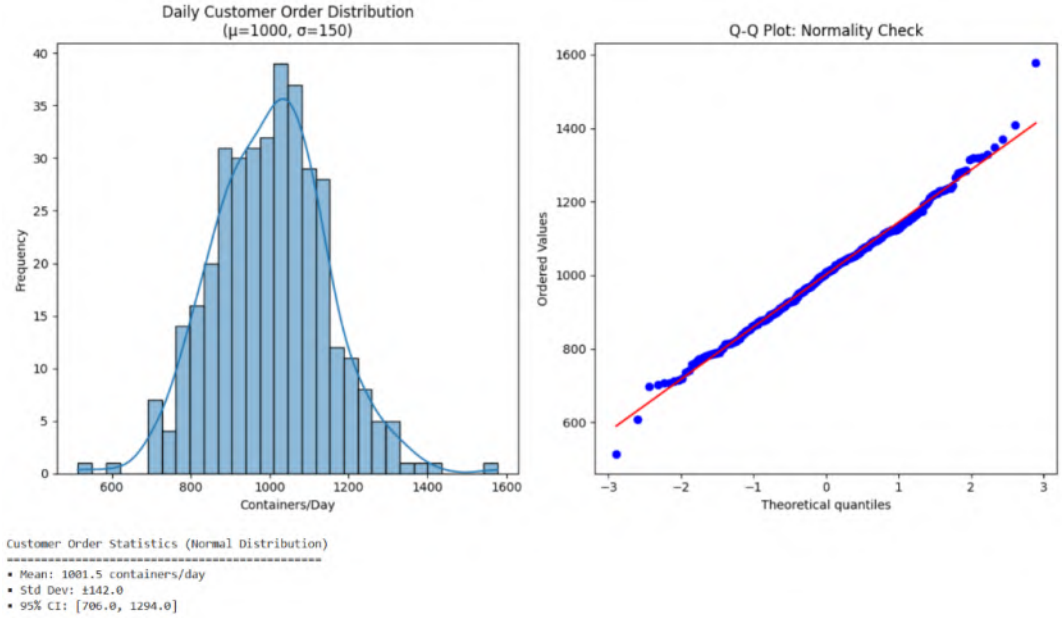 Daily Customer Order Distribution
(μ=1000, σ=150)
Frequency
40
35
30
25
20
15
10
5
0
600
800
1000
1200
1400
1600
Containers/Day
Q-Q Plot: Normality Check
Ordered Values
1600
1400
1200
1000
800
600
−3
−2
−1
0
1
2
3
Theoretical quantiles
Customer Order Statistics (Normal Distribution)
=============================================
▪ Mean: 1001.5 containers/day
▪ Std Dev: ±142.0
▪ 95% CI: [706.0, 1294.0]